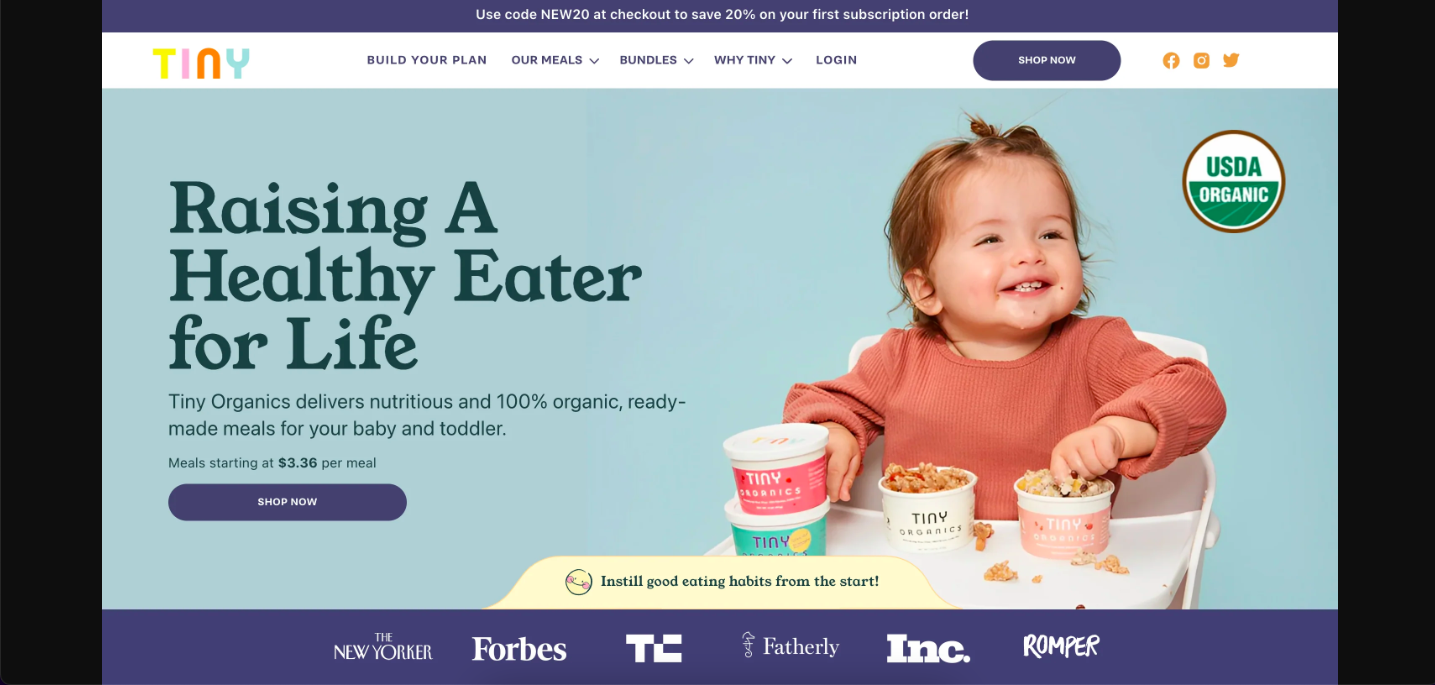 Use code NEW20 at checkout to save 20% on your first subscription order!
TINY
BUILD YOUR PLAN
OUR MEALS
BUNDLES
WHY TINY
LOGIN
SHOP NOW
USDA
ORGANIC
Raising A
Healthy Eater
for Life
Tiny Organics delivers nutritious and 100% organic, ready-
made meals for your baby and toddler.
Meals starting at $3.36 per meal
SHOP NOW
TINY
TINY
ORGANICS
TINY
TINY
ORGANICS
TINY
ORGANICS
Instill good eating habits from the start!
THE
NEW YORKER
Forbes
TC
Fatherly
Inc.
ROMPER